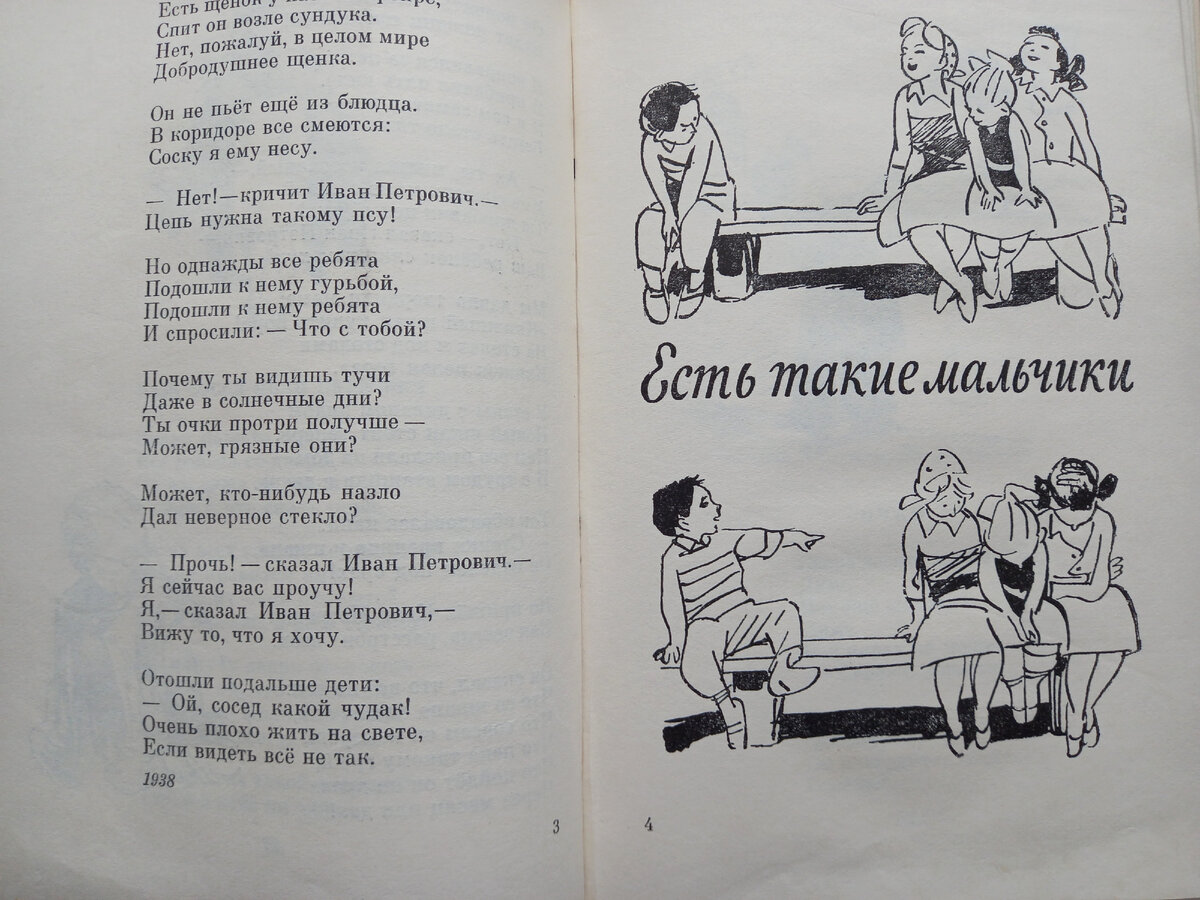 Есть щенок у
Спит он возле сундука.
Нет, пожалуй, в целом мире
Добродушнее щенка.
Он не пьёт ещё из блюдца.
В коридоре все смеются:
Соску я ему несу.
— Нет!—кричит Иван Петрович.—
Цепь нужна такому псу!
Но однажды все ребята
Подошли к нему гурьбой,
Подошли к нему ребята
И спросили: — Что с тобой?
Почему ты видишь тучи
Даже в солнечные дни?
Ты очки протри получше —
Может, грязные они?
Может, кто-нибудь назло
Дал неверное стекло?
— Прочь! — сказал Иван Петрович.—
Я сейчас вас проучу!
Я,— сказал Иван Петрович,—
Вижу то, что я хочу.
Отошли подальше дети:
— Ой, сосед какой чудак!
Очень плохо жить на свете,
Если видеть всё не так.
1938
3
Есть такие мальчики
4